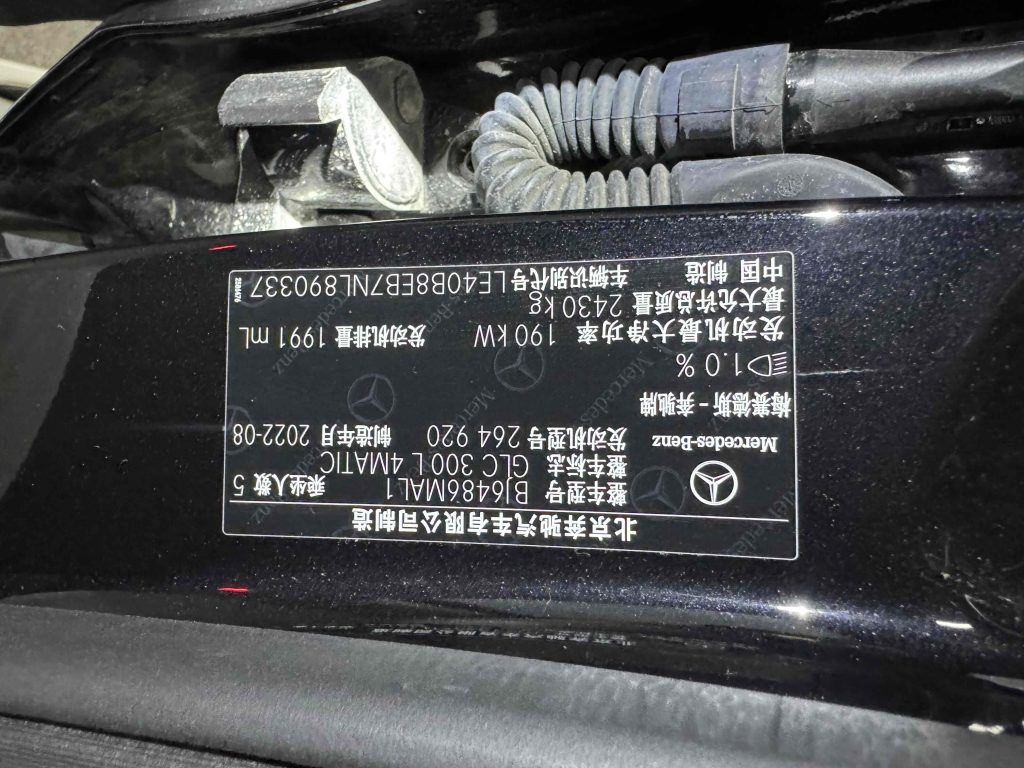 北京奔驰汽车有限公司制造
整车型号 BJ6486MAL1 乘坐人数 5
整车标志 GLC 300 L 4MATIC
发动机型号 264 920 制造年月 2022-08
Mercedes-Benz
梅赛德斯-奔驰牌
1.0 %
发动机最大净功率 190 kW 发动机排量 1991 mL
最大允许总质量 2430 kg
中国 制造 车辆识别代号 LE40B8EB7NL890337